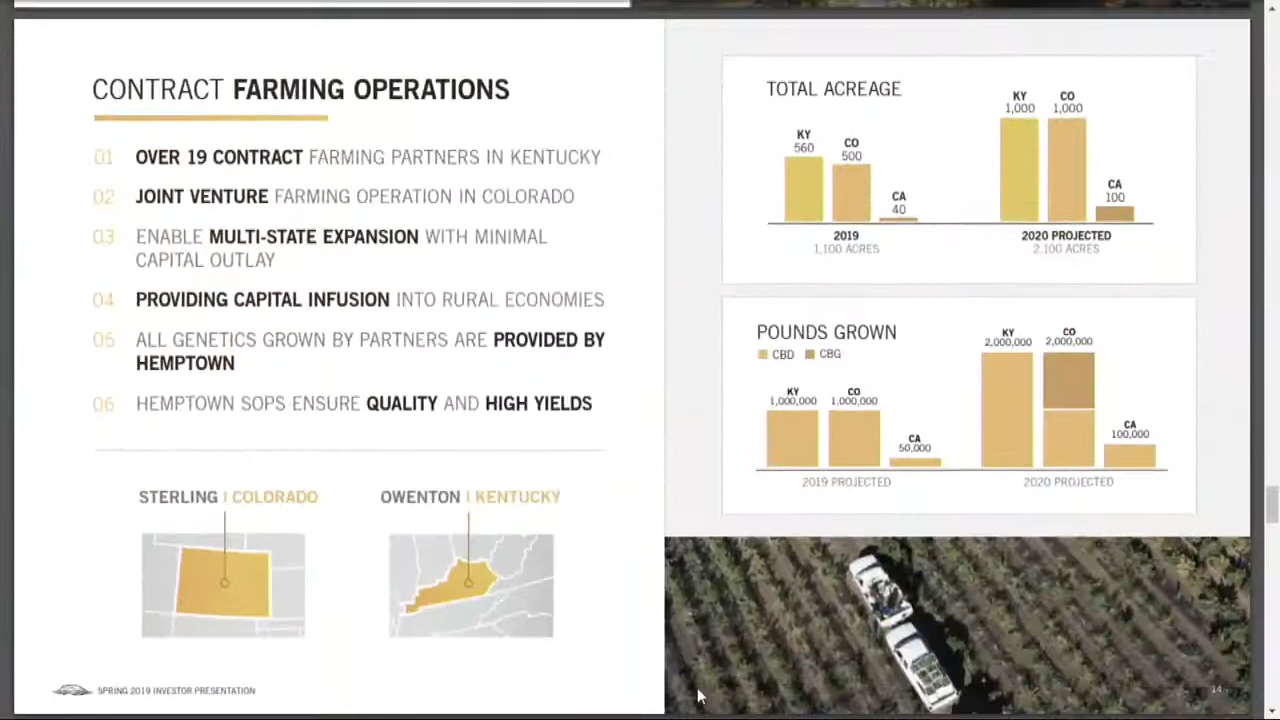 CONTRACT FARMING OPERATIONS
01 OVER 19 CONTRACT FARMING PARTNERS IN KENTUCKY
02 JOINT VENTURE FARMING OPERATION IN COLORADO
03 ENABLE MULTI-STATE EXPANSION WITH MINIMAL
CAPITAL OUTLAY
04 PROVIDING CAPITAL INFUSION INTO RURAL ECONOMIES
05 ALL GENETICS GROWN BY PARTNERS ARE PROVIDED BY
HEMPTOWN
06 HEMPTOWN SOPS ENSURE QUALITY AND HIGH YIELDS
STERLING | COLORADO
OWENTON | KENTUCKY
SPRING 2019 INVESTOR PRESENTATION
TOTAL ACREAGE
KY
560
CO
500
CA
40
KY
1,000
CO
1,000
CA
100
2019
1,100 ACRES
2020 PROJECTED
2,100 ACRES
POUNDS GROWN
CBD CBG
KY
1,000,000
CO
1,000,000
CA
50,000
KY
2,000,000
CO
2,000,000
CA
100,000
2019 PROJECTED
2020 PROJECTED
14